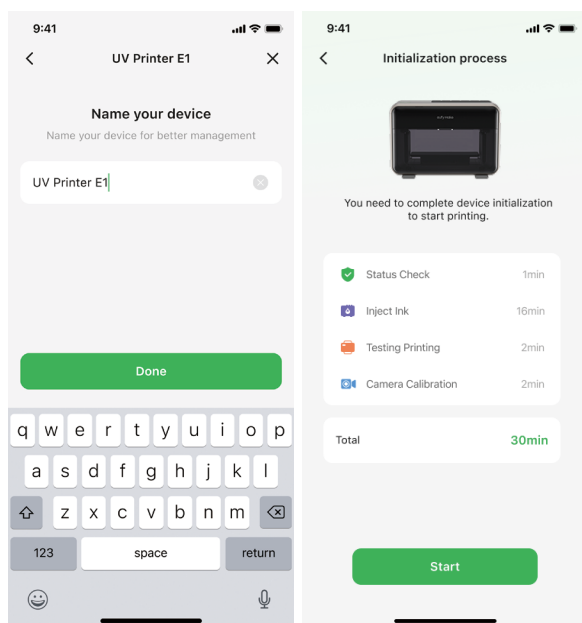 9:41
UV Printer E1
Name your device
Name your device for better management
UV Printer E1
Done
q w e r t y u i o p
a s d f g h j k l
z x c v b n m
123 space return
9:41
Initialization process
You need to complete device initialization
to start printing.
Status Check 1min
Inject Ink 16min
Testing Printing 2min
Camera Calibration 2min
Total 30min
Start